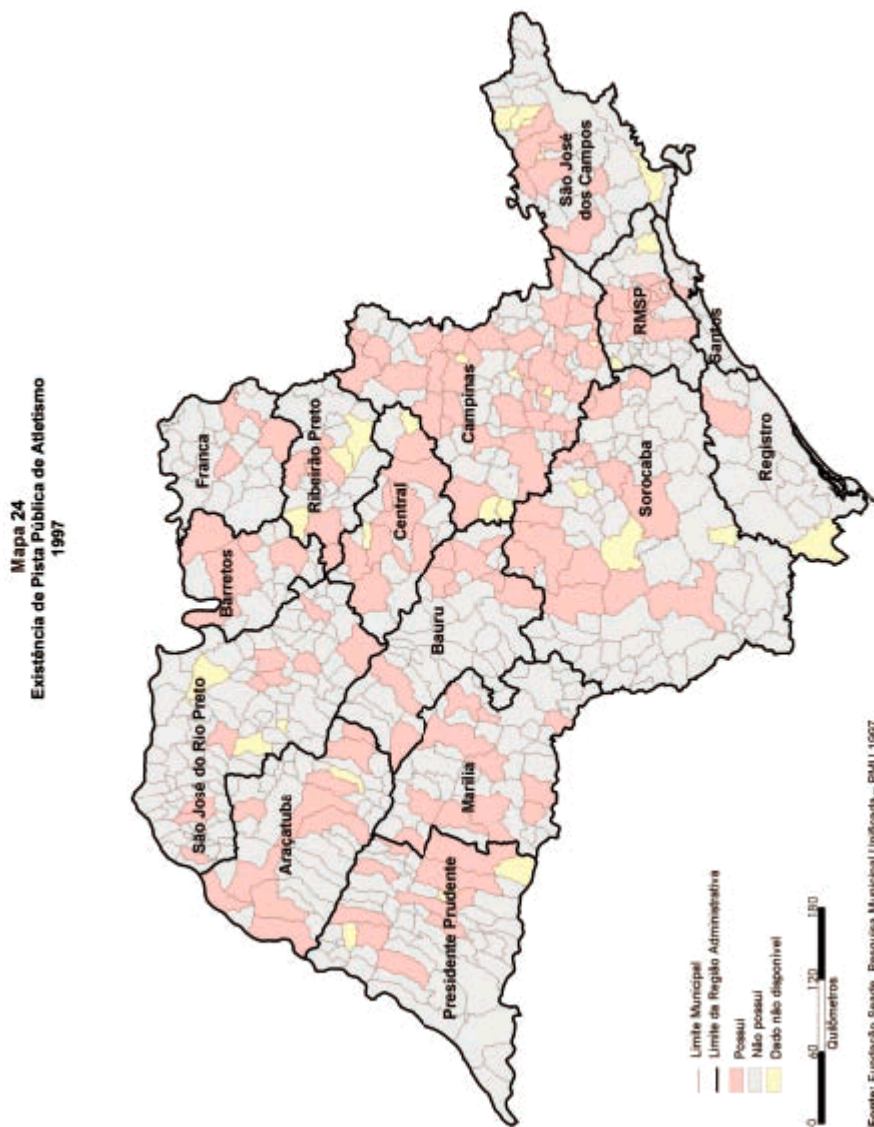 Mapa 24
Existência de Pista Pública de Atletismo
1997
São José do Rio Preto
Barretos
Franca
Ribeirão Preto
Araçatuba
Central
Campinas
São José
dos Campos
Presidente Prudente
Marília
Bauru
Sorocaba
RMSP
Santos
Registro
Limite Municipal
Limite da Região Administrativa
Possui
Não possui
Dado não disponível
0 60 120 180
Quilômetros
Fonte: Fundação Seade. Pesquisa Municipal Unificada – PMU 1997